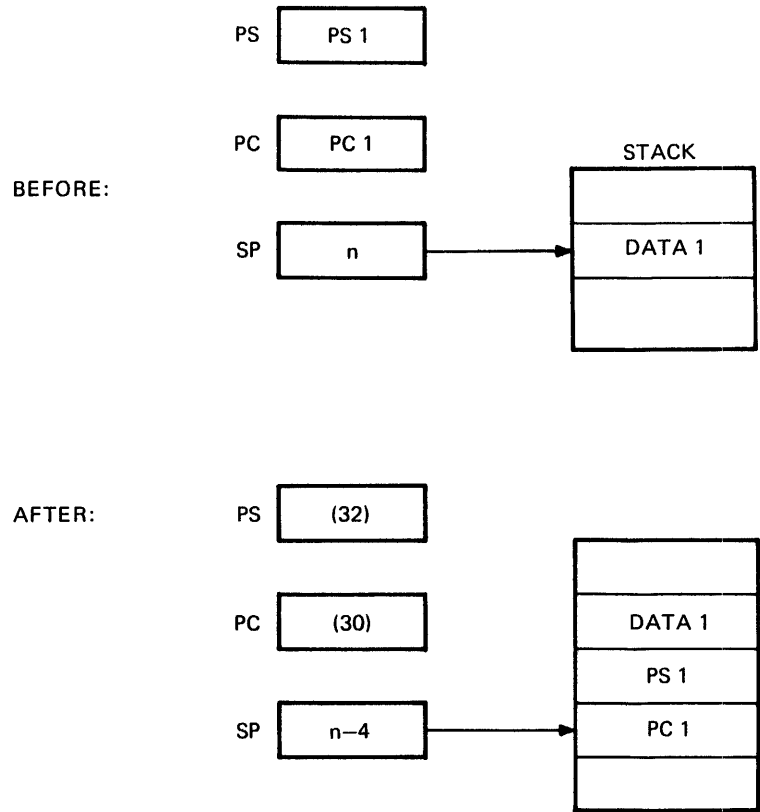 PS PS 1
PC PC 1
STACK
BEFORE:
SP n DATA 1
AFTER: PS (32)
PC (30) DATA 1
PS 1
SP n–4 PC 1